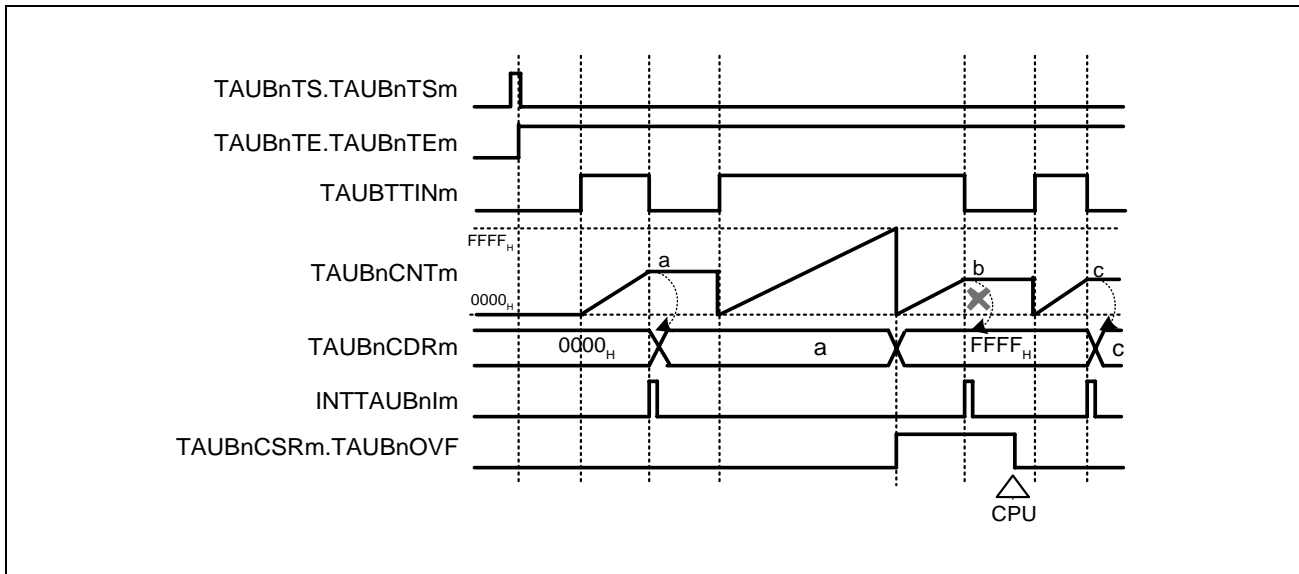 TAUBnTS.TAUBnTSm
TAUBnTE.TAUBnTEm
TAUBTTINm
FFFFH
TAUBnCNTm
a
b
c
0000H
TAUBnCDRm
0000H
a
FFFFH
c
INTTAUBnIm
TAUBnCSRm.TAUBnOVF
CPU